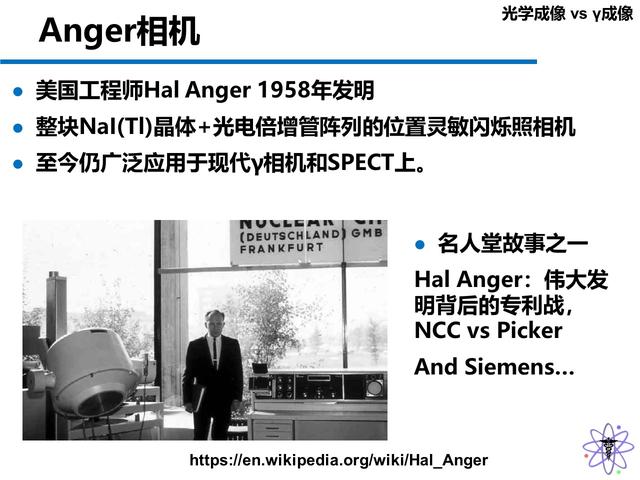 光学成像 vs γ成像
Anger相机
美国工程师Hal Anger 1958年发明
整块NaI(Tl)晶体+光电倍增管阵列的位置灵敏闪烁照相机
至今仍广泛应用于现代γ相机和SPECT上。
NUCLEAR CH
(DEUTSCHLAND) GMB
FRANKFURT
名人堂故事之一
Hal Anger：伟大发
明背后的专利战，
NCC vs Picker
And Siemens…
https://en.wikipedia.org/wiki/Hal_Anger